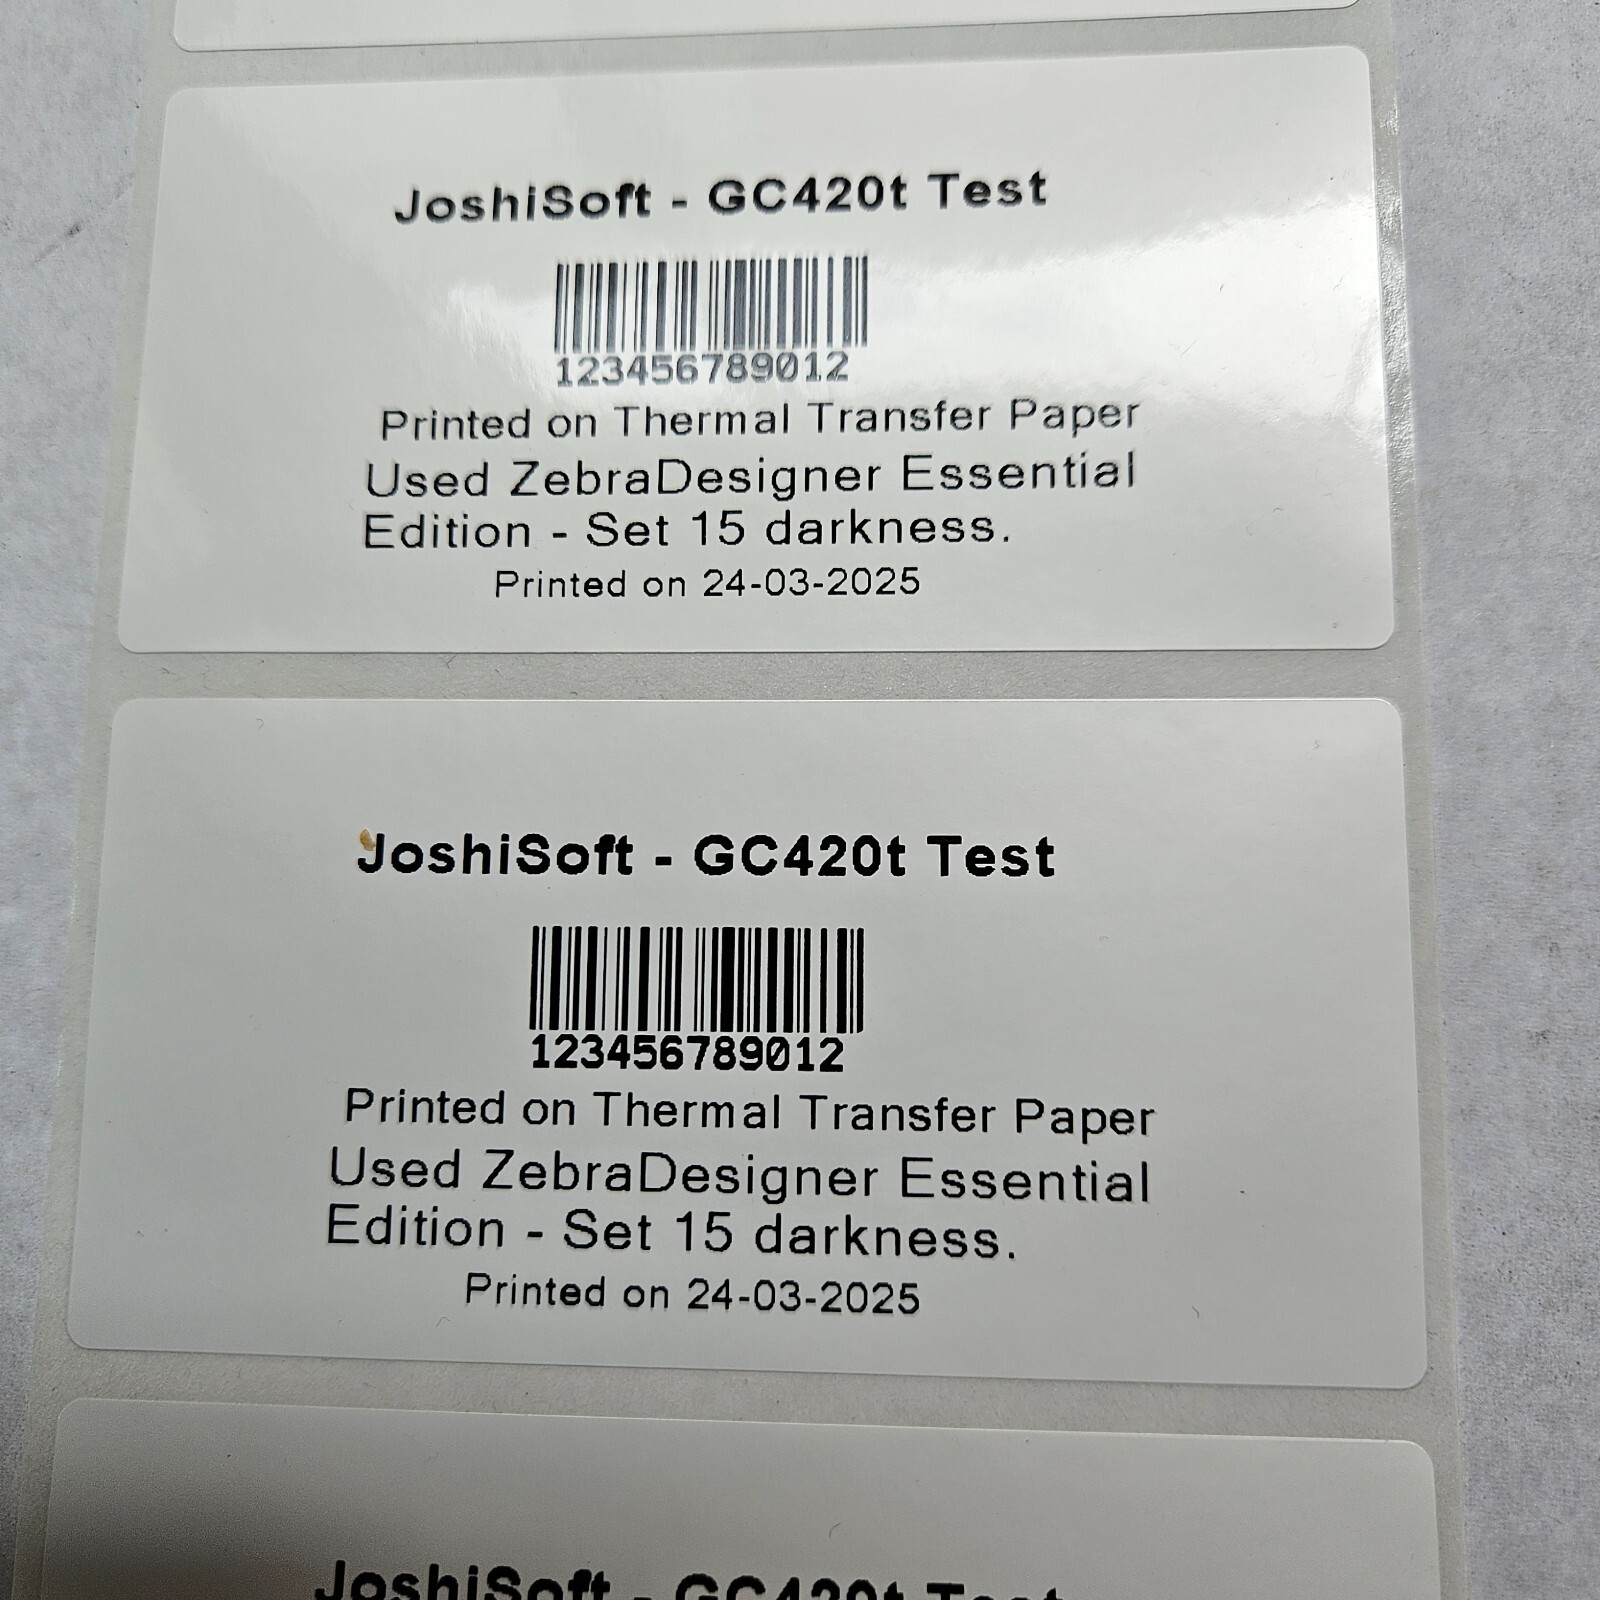 JoshiSoft - GC420t Test
123456789012
Printed on Thermal Transfer Paper
Used ZebraDesigner Essential
Edition - Set 15 darkness.
Printed on 24-03-2025
JoshiSoft - GC420t Test
123456789012
Printed on Thermal Transfer Paper
Used ZebraDesigner Essential
Edition - Set 15 darkness.
Printed on 24-03-2025
JoshiSoft - GC420t Test